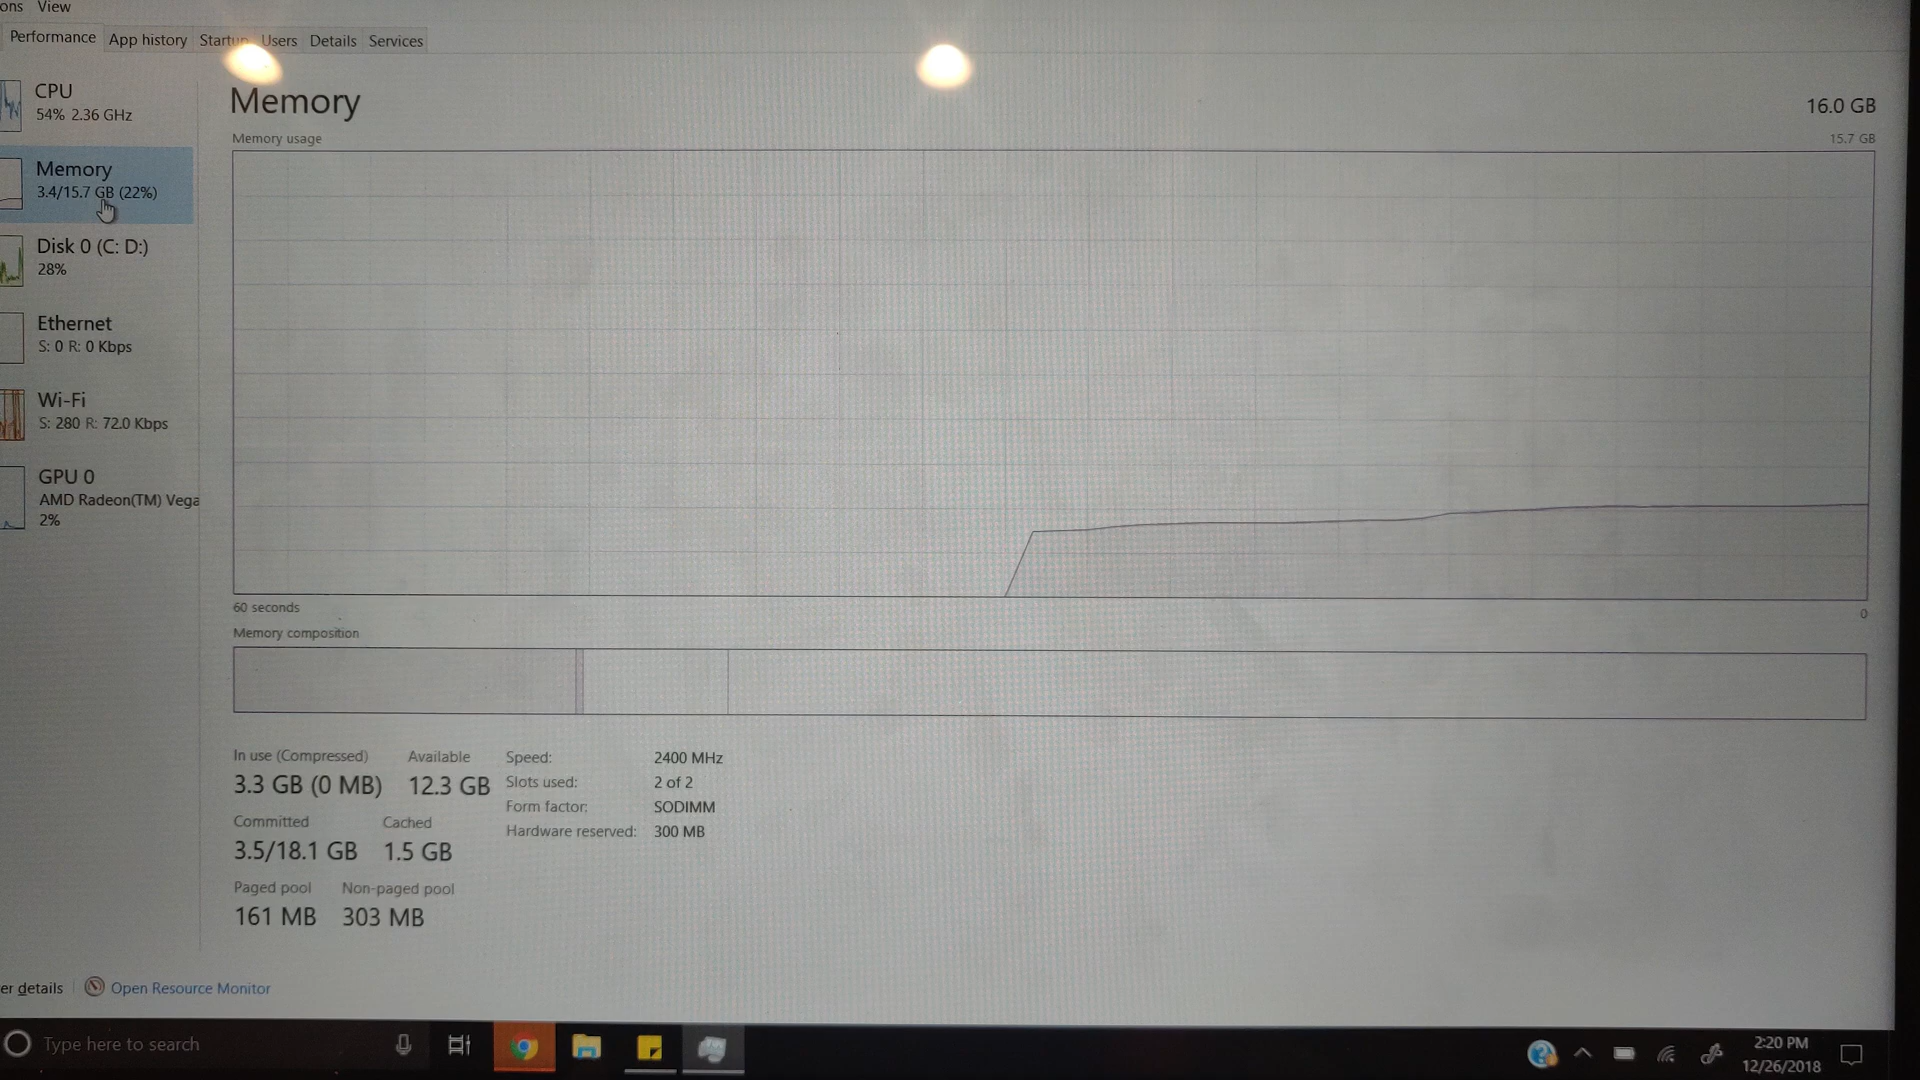 ons View
Performance App history Startup Users Details Services
CPU
54% 2.36 GHz
Memory
3.4/15.7 GB (22%)
Disk 0 (C: D:)
28%
Ethernet
S: 0 R: 0 Kbps
Wi-Fi
S: 280 R: 72.0 Kbps
GPU 0
AMD Radeon(TM) Vega
2%
Memory 16.0 GB
Memory usage 15.7 GB
60 seconds 0
Memory composition
In use (Compressed) Available
3.3 GB (0 MB) 12.3 GB
Committed Cached
3.5/18.1 GB 1.5 GB
Paged pool Non-paged pool
161 MB 303 MB
Speed: 2400 MHz
Slots used: 2 of 2
Form factor: SODIMM
Hardware reserved: 300 MB
er details Open Resource Monitor
Type here to search
2:20 PM
12/26/2018